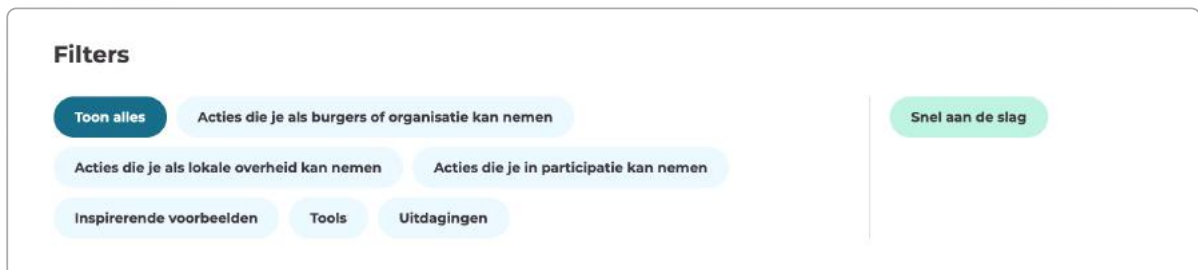 Filters
Toon alles
Acties die je als burgers of organisatie kan nemen
Snel aan de slag
Acties die je als lokale overheid kan nemen
Acties die je in participatie kan nemen
Inspirerende voorbeelden
Tools
Uitdagingen